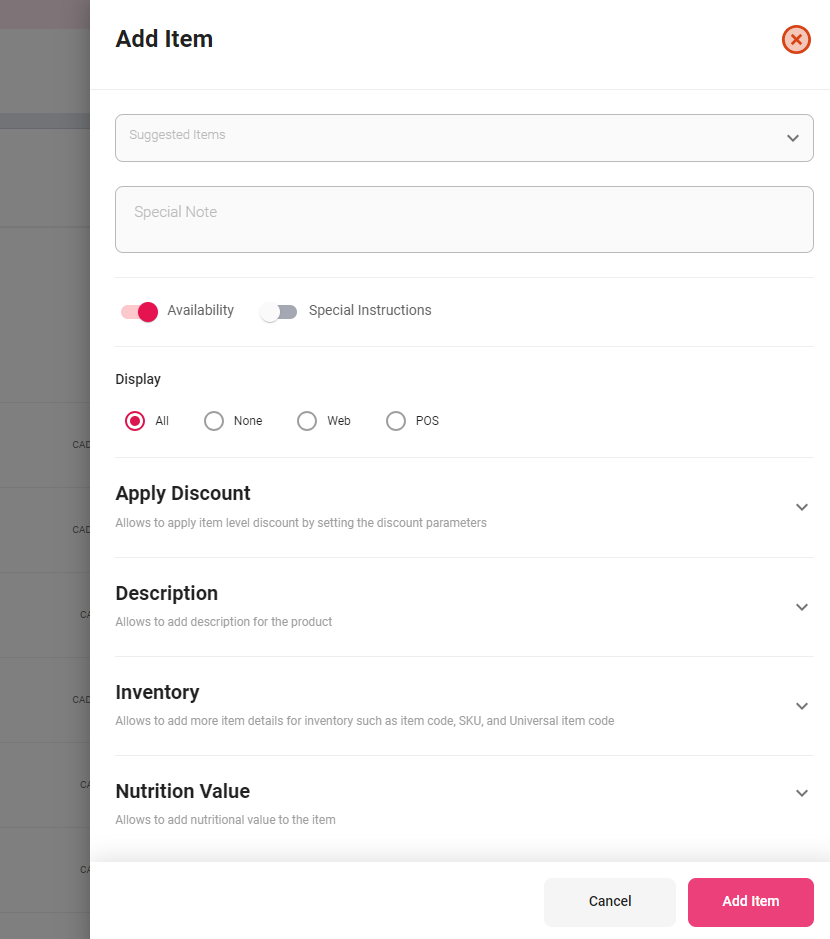 Add Item
Suggested Items
Special Note
Availability Special Instructions
Display
All None Web POS
CAD
Apply Discount
Allows to apply item level discount by setting the discount parameters
CAD
Description
Allows to add description for the product
CA
Inventory
CAD
Allows to add more item details for inventory such as item code, SKU, and Universal item code
CA
Nutrition Value
Allows to add nutritional value to the item
CA
Cancel Add Item